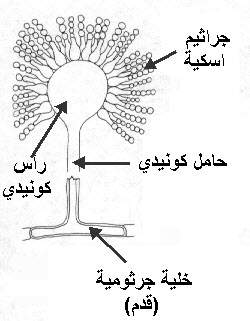 جراثيم
اسكية
حامل كونيدي
رأس
كونيدي
خلية جرثومية
(قدم)